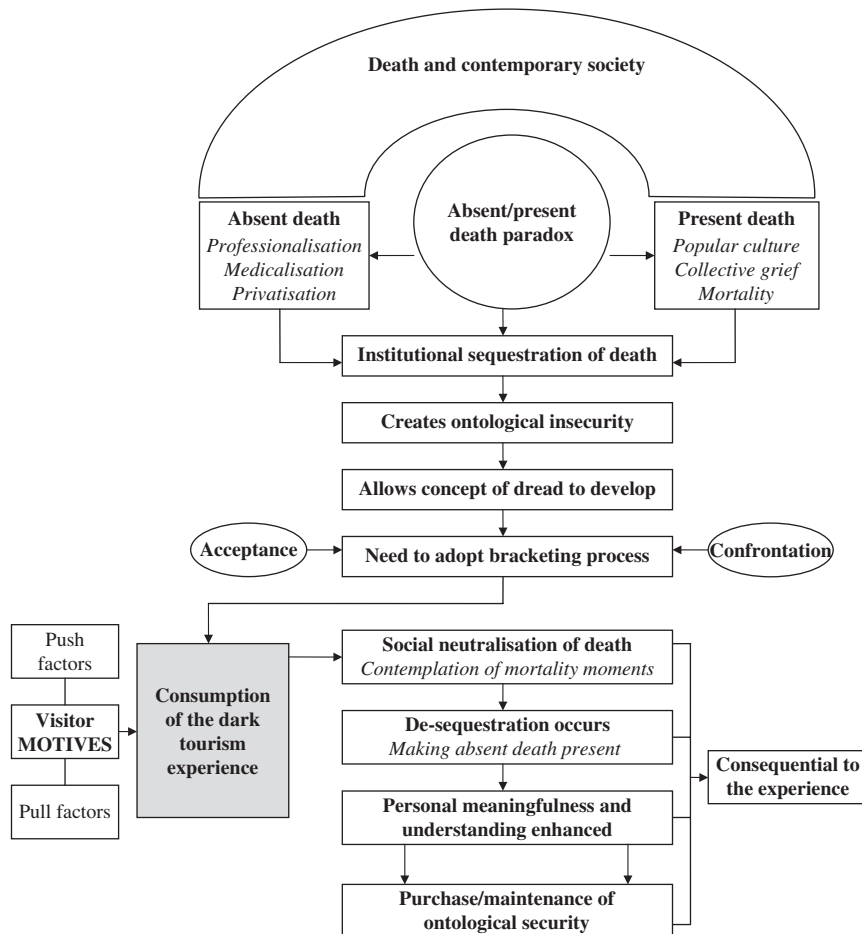 Death and contemporary society
Absent/present
death paradox
Absent death
Professionalisation
Medicalisation
Privatisation
Present death
Popular culture
Collective grief
Mortality
Institutional sequestration of death
Creates ontological insecurity
Allows concept of dread to develop
Acceptance
Need to adopt bracketing process
Confrontation
Push
factors
Visitor
MOTIVES
Pull factors
Consumption
of the dark
tourism
experience
Social neutralisation of death
Contemplation of mortality moments
De-sequestration occurs
Making absent death present
Personal meaningfulness and
understanding enhanced
Purchase/maintenance of
ontological security
Consequential to
the experience